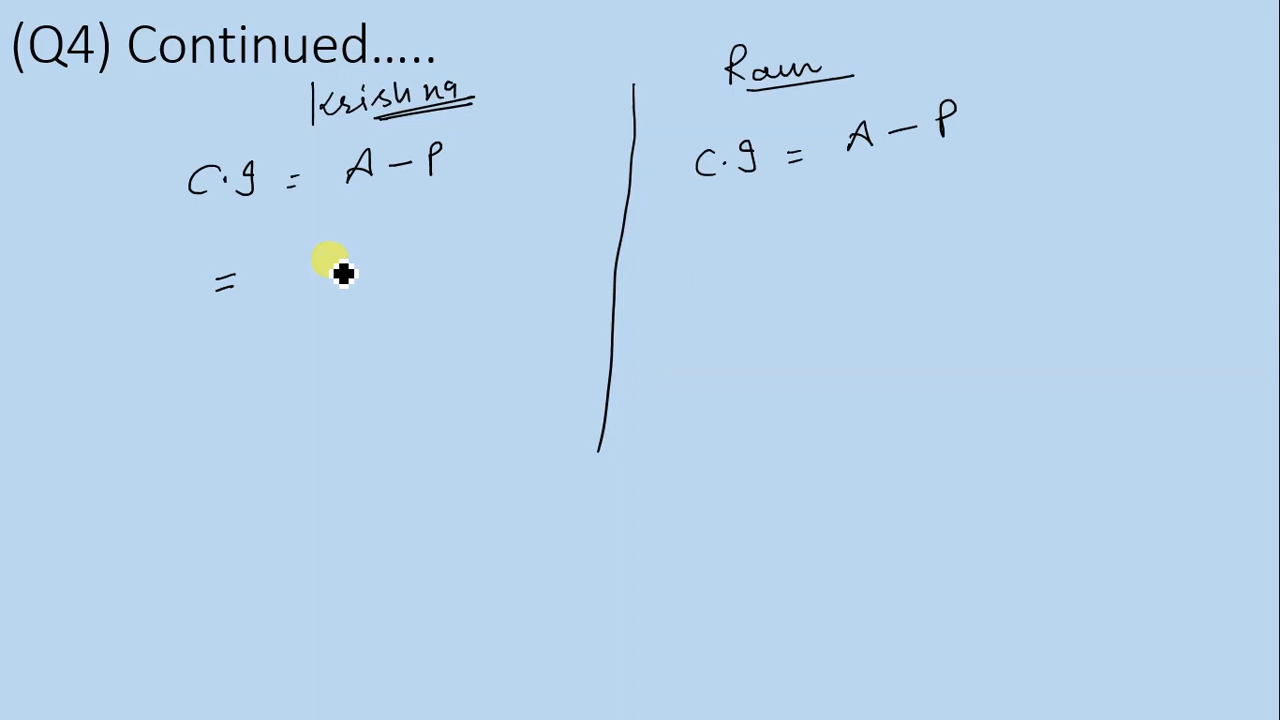 (Q4) Continued…..
Krishna
C.I = A – P
=
Ram
C.I = A – P